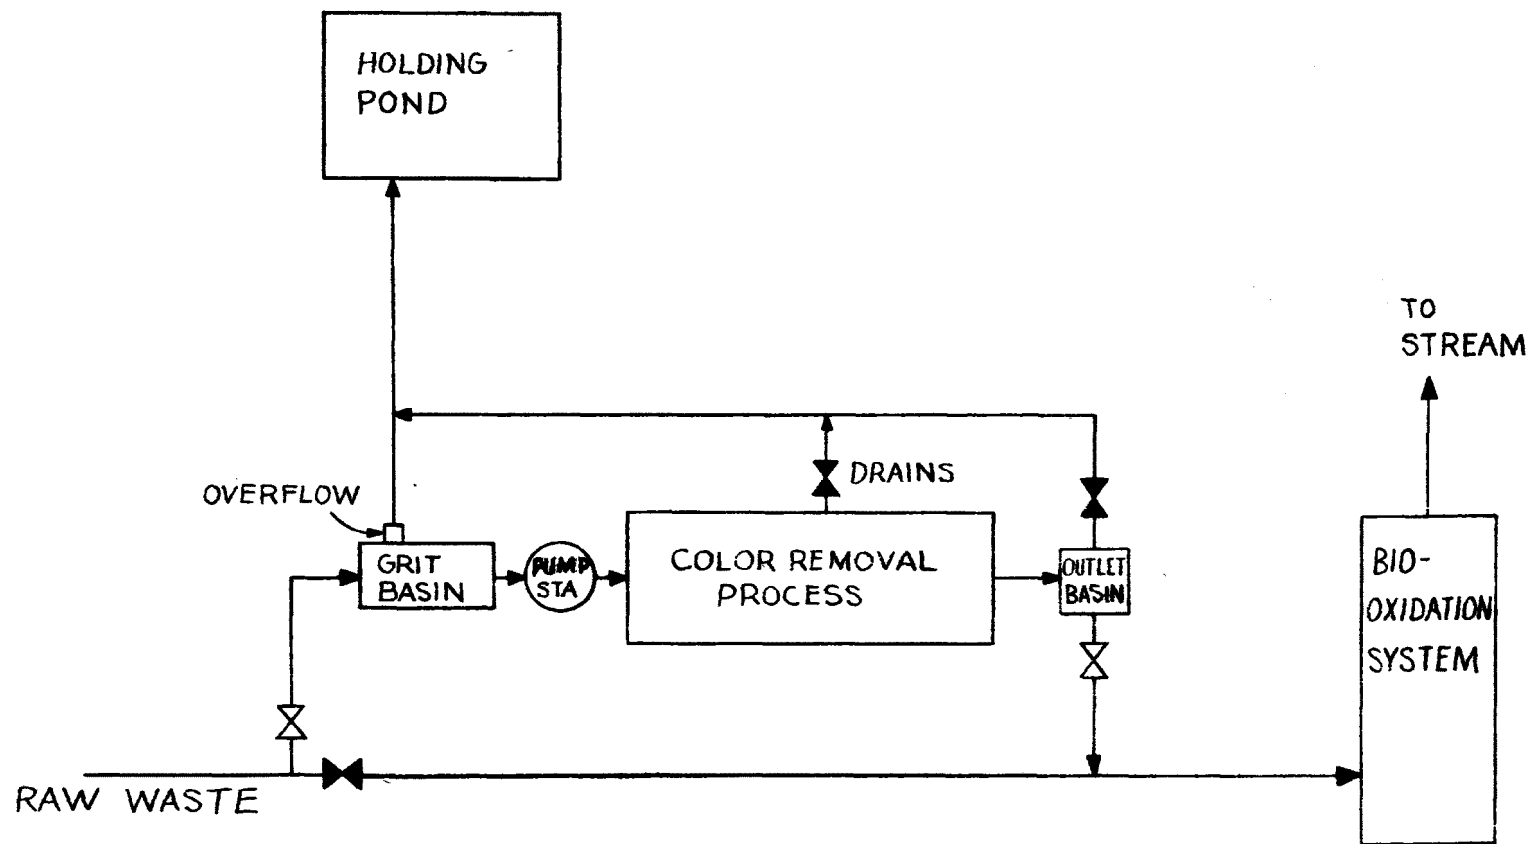 HOLDING
POND
TO
STREAM
OVERFLOW
DRAINS
GRIT
BASIN
PUMP
STA
COLOR REMOVAL
PROCESS
OUTLET
BASIN
BIO-
OXIDATION
SYSTEM
RAW WASTE